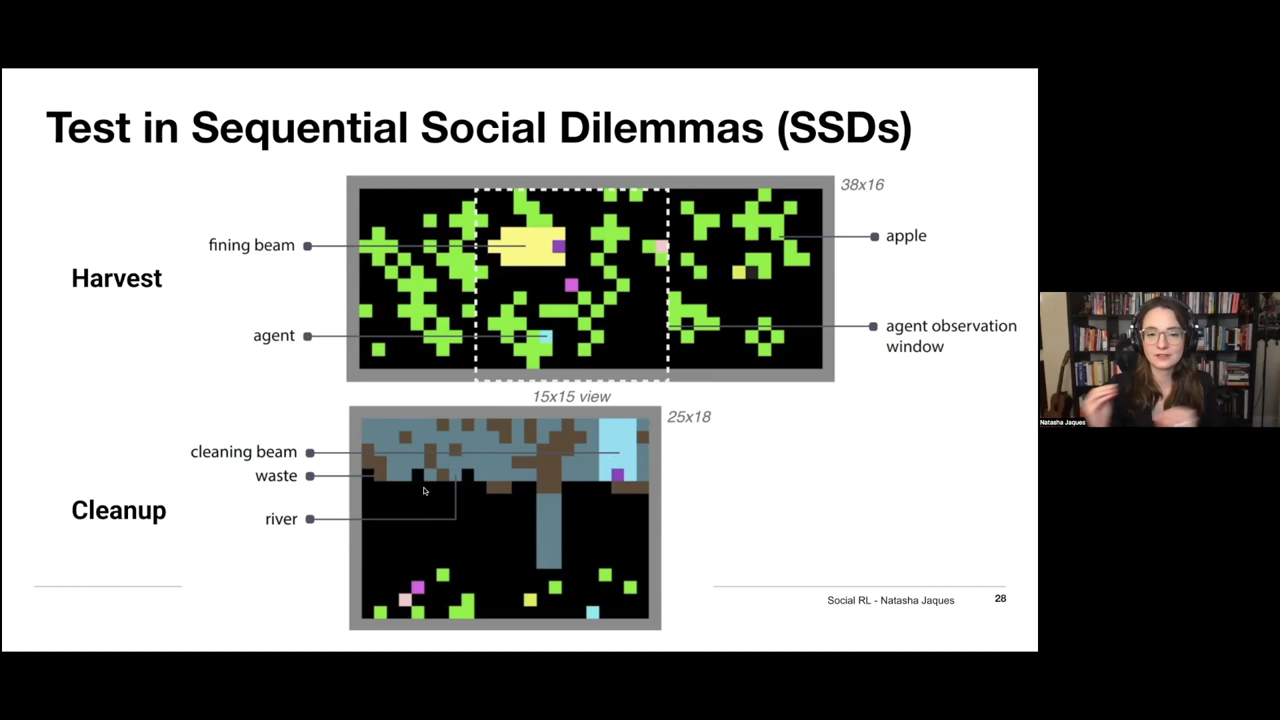 Test in Sequential Social Dilemmas (SSDs)
38x16
fining beam
apple
Harvest
agent
agent observation
window
15x15 view
25x18
cleaning beam
waste
Cleanup
river
Social RL - Natasha Jaques
28
Natasha Jaques